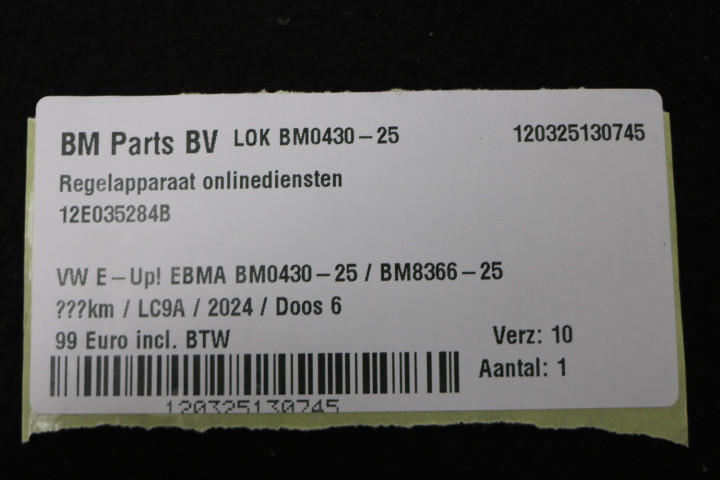 BM Parts BV LOK BM0430-25 120325130745
Regelapparaat onlinediensten
12E035284B
VW E-Up! EBMA BM0430-25 / BM8366-25
???km / LC9A / 2024 / Doos 6
99 Euro incl. BTW Verz: 10
Aantal: 1
120325130745